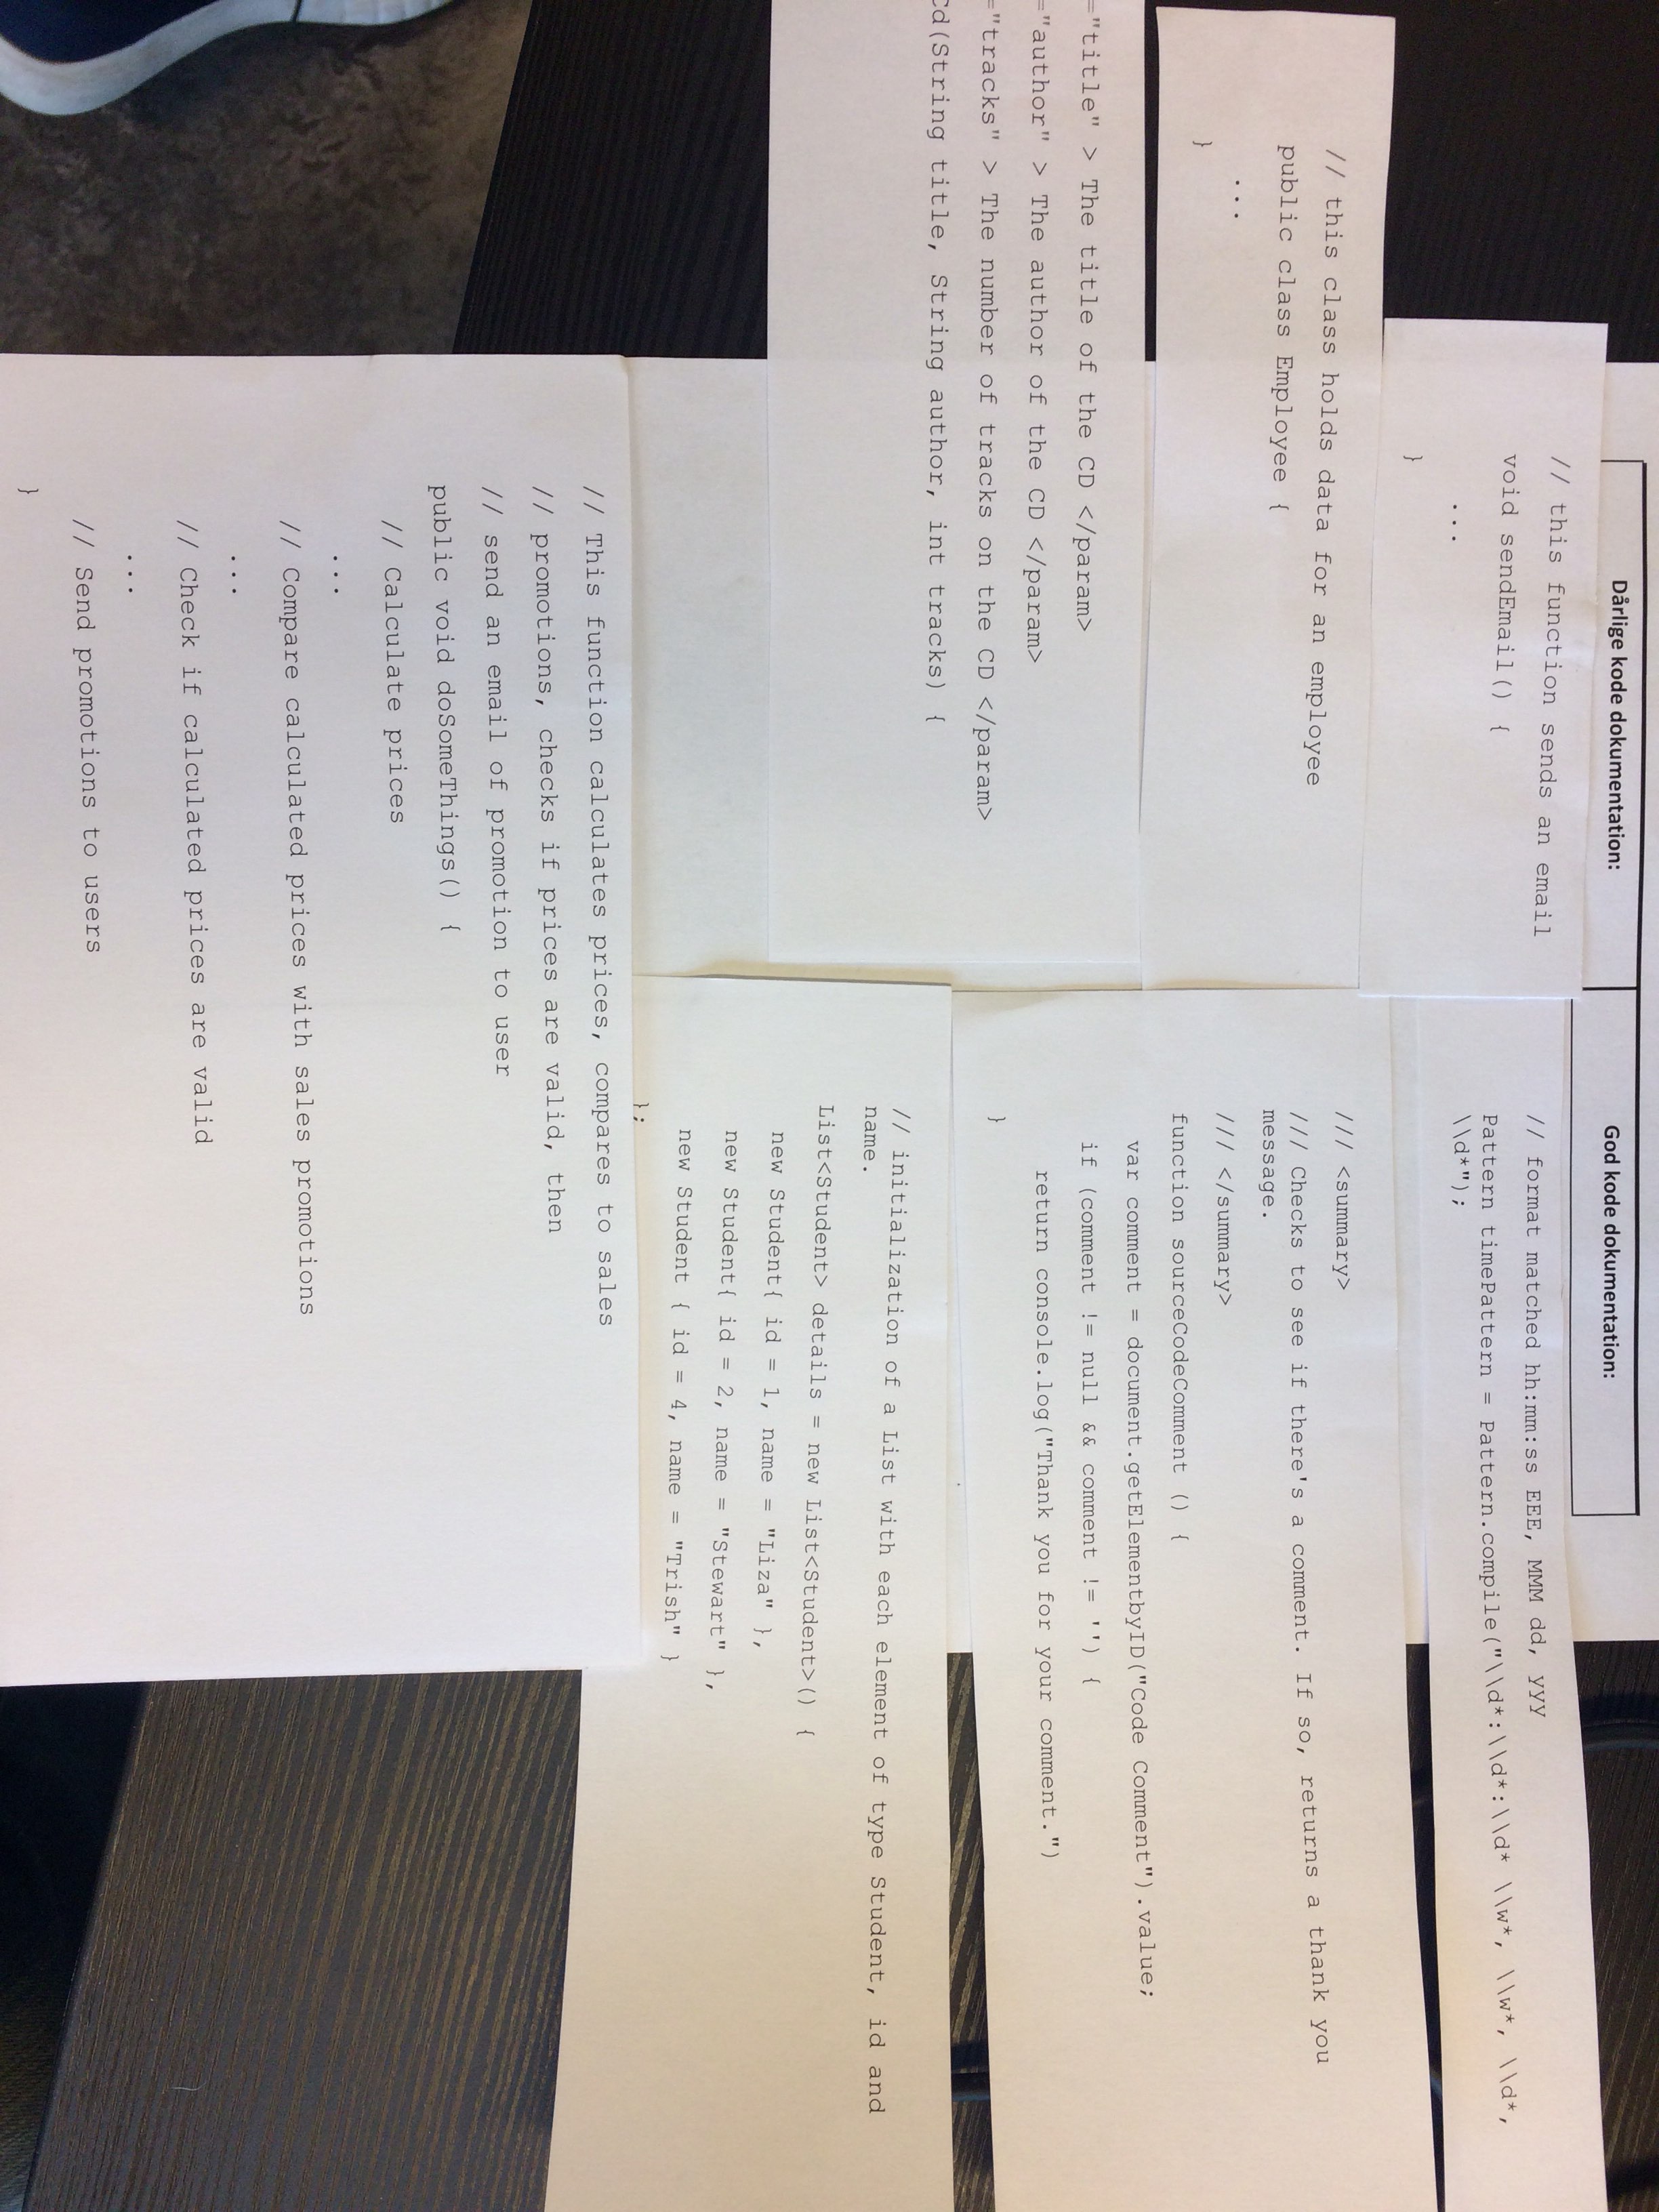 Dårlige kode dokumentation:
God kode dokumentation:
// this function sends an email
void sendEmail() {
...
}
// this class holds data for an employee
public class Employee {
...
}
="title" > The title of the CD </param>
="author" > The author of the CD </param>
="tracks" > The number of tracks on the CD </param>
Cd(String title, String author, int tracks) {
// This function calculates prices, compares to sales
// promotions, checks if prices are valid, then
// send an email of promotion to user
public void doSomeThings() {
// Calculate prices
...
// Compare calculated prices with sales promotions
...
// Check if calculated prices are valid
...
// Send promotions to users
}
// format matched hh:mm:ss EEE, MMM dd, yyy
Pattern timePattern = Pattern.compile("\\d*:\\d*:\\d* \\w*, \\w*, \\d*,
\\d*");
/// <summary>
/// Checks to see if there's a comment. If so, returns a thank you
message.
/// </summary>
function sourceCodeComment () {
var comment = document.getElementbyID("Code Comment").value;
if (comment != null && comment != '') {
return console.log("Thank you for your comment.")
}
// initialization of a List with each element of type Student, id and
name.
List<Student> details = new List<Student>() {
new Student{ id = 1, name = "Liza" },
new Student{ id = 2, name = "Stewart" },
new Student { id = 4, name = "Trish" }
};